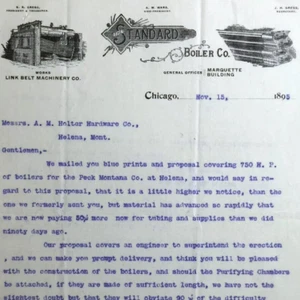 STANDARD
BOILER CO.
WORKS
LINK BELT MACHINERY CO.
GENERAL OFFICES
MARQUETTE
BUILDING
Chicago, Nov. 15, 1895
Messrs. A. M. Holter Hardware Co.,
Helena, Mont.
Gentlemen,-
We mailed you blue prints and proposal covering 750 H. P.
of boilers for the Peck Montana Co. at Helena, and would say in re-
gard to this proposal, that it is a little higher we notice, than the
one we formerly sent you, but material has advanced so rapidly that
we are now paying 50% more now for tubing and supplies than we did
ninety days ago.
Our proposal covers an engineer to superintend the erection
, and we can make you prompt delivery, and think you will be pleased
with the construction of the boilers, and should the Purifying Chambers
be attached, if they are made of sufficient length, we have not the
slightest doubt but that they will obviate 90 % of the difficulty